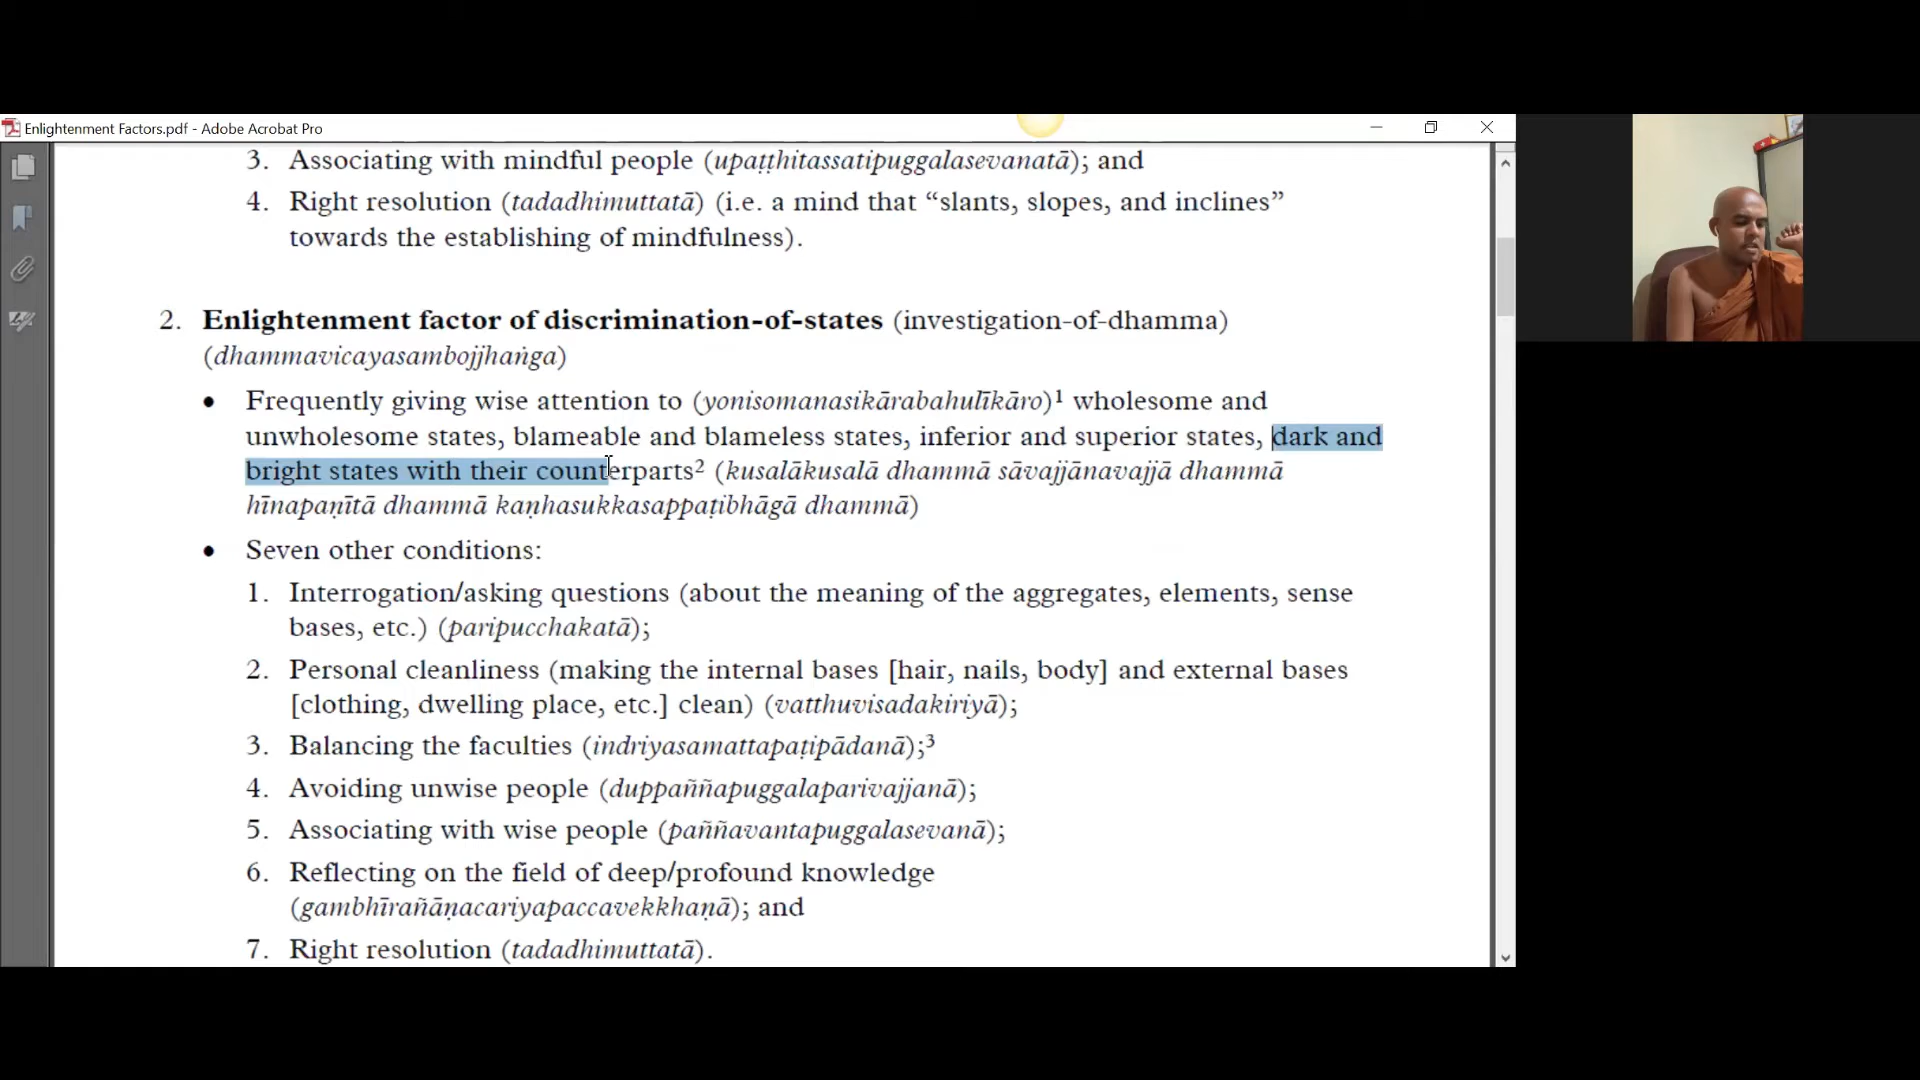 Enlightenment Factors.pdf - Adobe Acrobat Pro
3. Associating with mindful people (upaṭṭhitassatipuggalasevanatā); and
4. Right resolution (tadadhimuttatā) (i.e. a mind that “slants, slopes, and inclines”
towards the establishing of mindfulness).
2. Enlightenment factor of discrimination-of-states (investigation-of-dhamma)
(dhammavicayasambojjhaṅga)
• Frequently giving wise attention to (yonisomanasikārabahulīkāro)¹ wholesome and
unwholesome states, blameable and blameless states, inferior and superior states, dark and
bright states with their counterparts² (kusalākusalā dhammā sāvajjānavajjā dhammā
hīnapaṇītā dhammā kaṇhasukkasappaṭibhāgā dhammā)
• Seven other conditions:
1. Interrogation/asking questions (about the meaning of the aggregates, elements, sense
bases, etc.) (paripucchakatā);
2. Personal cleanliness (making the internal bases [hair, nails, body] and external bases
[clothing, dwelling place, etc.] clean) (vatthuvisadakiriyā);
3. Balancing the faculties (indriyasamattapaṭipādanā);³
4. Avoiding unwise people (duppaññapuggalaparivajjanā);
5. Associating with wise people (paññavantapuggalasevanā);
6. Reflecting on the field of deep/profound knowledge
(gambhīrañāṇacariyapaccavekkhaṇā); and
7. Right resolution (tadadhimuttatā).